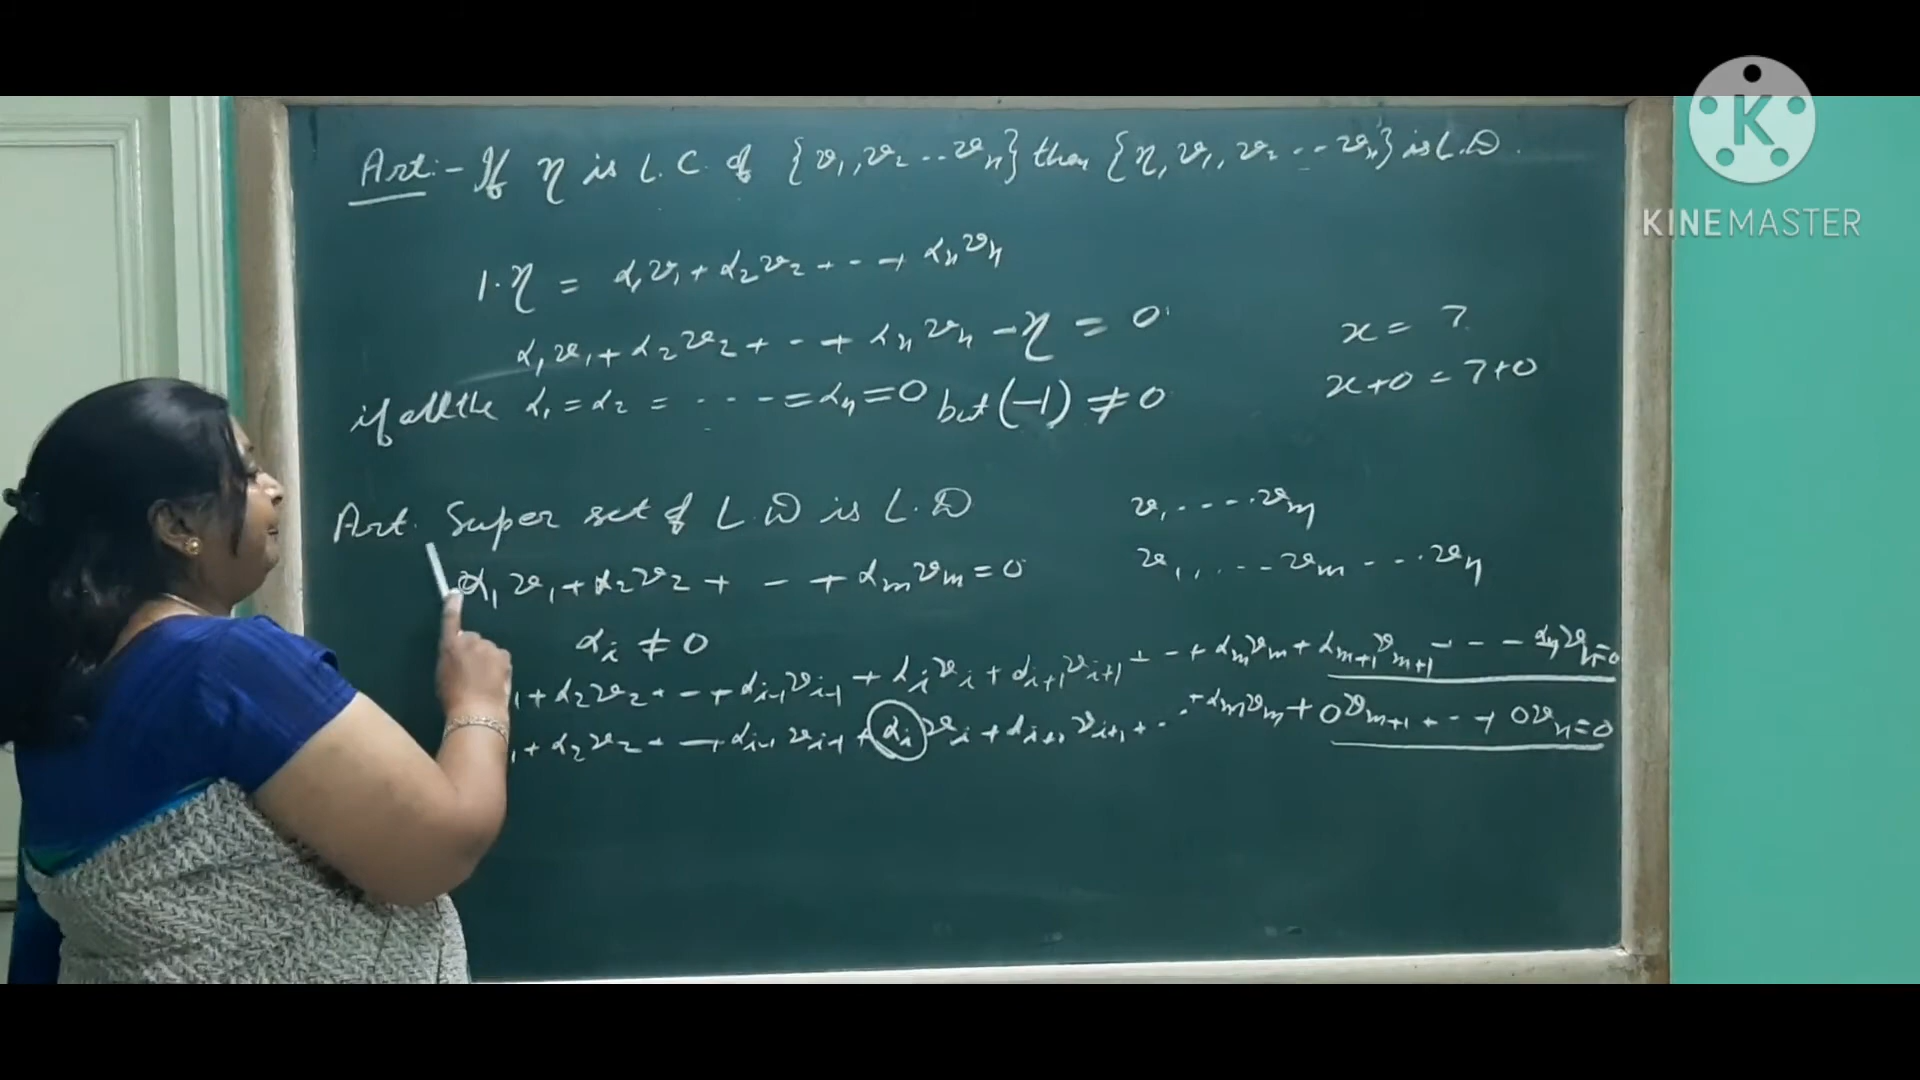 Art:- If η is L.C. of {v₁, v₂ -- vₙ} then {η, v₁, v₂ --- vₙ} is L.D.
1·η = α₁v₁ + α₂v₂ + -- + αₙvₙ
α₁v₁ + α₂v₂ + -- + αₙvₙ - η = 0
if all the α₁ = α₂ = ---- = αₙ = 0 but (-1) ≠ 0
x = 7
x+0 = 7+0
Art. Super set of L.D is L.D
α₁v₁ + α₂v₂ + -- + αₘvₘ = 0
αᵢ ≠ 0
v₁ ---- vₘ
v₁, --- vₘ --- vₙ
₁ + α₂v₂ + -- + αᵢ₋₁vᵢ₋₁ + αᵢvᵢ + αᵢ₊₁vᵢ₊₁ + -- + αₘvₘ + αₘ₊₁vₘ₊₁ --- αₙvₙ = 0
₁ + α₂v₂ + -- + αᵢ₋₁vᵢ₋₁ + αᵢvᵢ + αᵢ₊₁vᵢ₊₁ + -- + αₘvₘ + 0vₘ₊₁ + -- + 0vₙ = 0
K
KINEMASTER